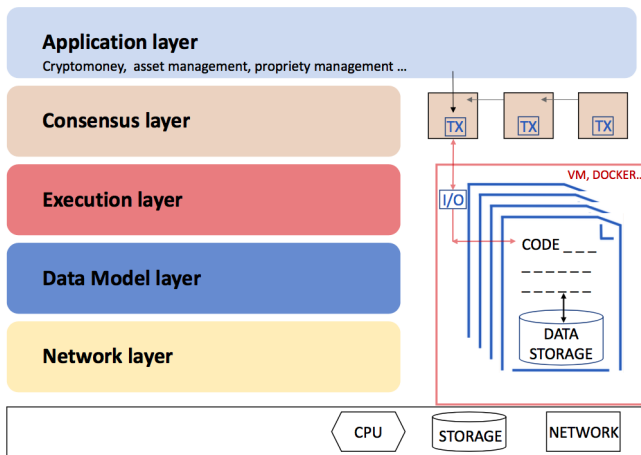 Application layer
Cryptomoney, asset management, propriety management ...
Consensus layer
TX
TX
TX
Execution layer
VM, DOCKER..
I/O
Data Model layer
CODE _ _ _
_ _ _ _ _ _
_ _ _ _ _ _
DATA
STORAGE
Network layer
CPU
STORAGE
NETWORK